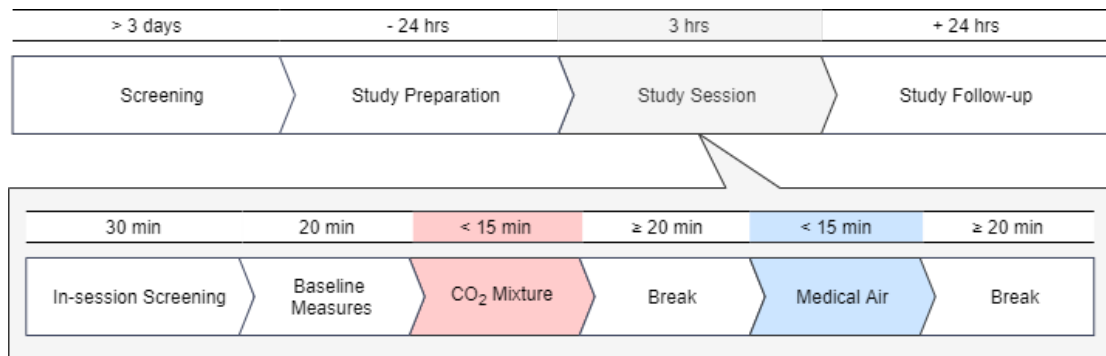 > 3 days
- 24 hrs
3 hrs
+ 24 hrs
Screening
Study Preparation
Study Session
Study Follow-up
30 min
20 min
< 15 min
≥ 20 min
< 15 min
≥ 20 min
In-session Screening
Baseline
Measures
CO₂ Mixture
Break
Medical Air
Break